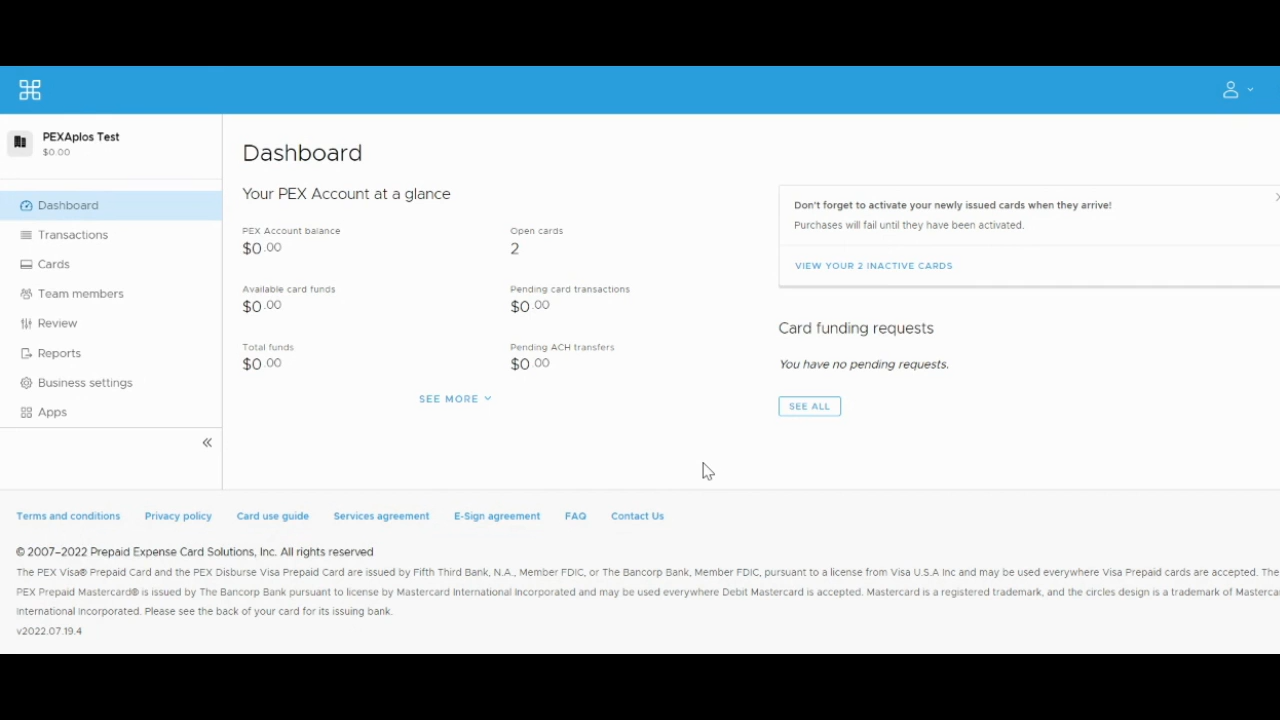 PEXAplos Test
$0.00
Dashboard
Transactions
Cards
Team members
Review
Reports
Business settings
Apps
Dashboard
Your PEX Account at a glance
PEX Account balance
$0.00
Open cards
2
Available card funds
$0.00
Pending card transactions
$0.00
Total funds
$0.00
Pending ACH transfers
$0.00
SEE MORE
Don't forget to activate your newly issued cards when they arrive!
Purchases will fail until they have been activated.
VIEW YOUR 2 INACTIVE CARDS
Card funding requests
You have no pending requests.
SEE ALL
Terms and conditions Privacy policy Card use guide Services agreement E-Sign agreement FAQ Contact Us
© 2007–2022 Prepaid Expense Card Solutions, Inc. All rights reserved
The PEX Visa® Prepaid Card and the PEX Disburse Visa Prepaid Card are issued by Fifth Third Bank, N.A., Member FDIC, or The Bancorp Bank, Member FDIC, pursuant to a license from Visa U.S.A Inc and may be used everywhere Visa Prepaid cards are accepted. The
PEX Prepaid Mastercard® is issued by The Bancorp Bank pursuant to license by Mastercard International Incorporated and may be used everywhere Debit Mastercard is accepted. Mastercard is a registered trademark, and the circles design is a trademark of
International Incorporated. Please see the back of your card for its issuing bank.
v2022.07.19.4